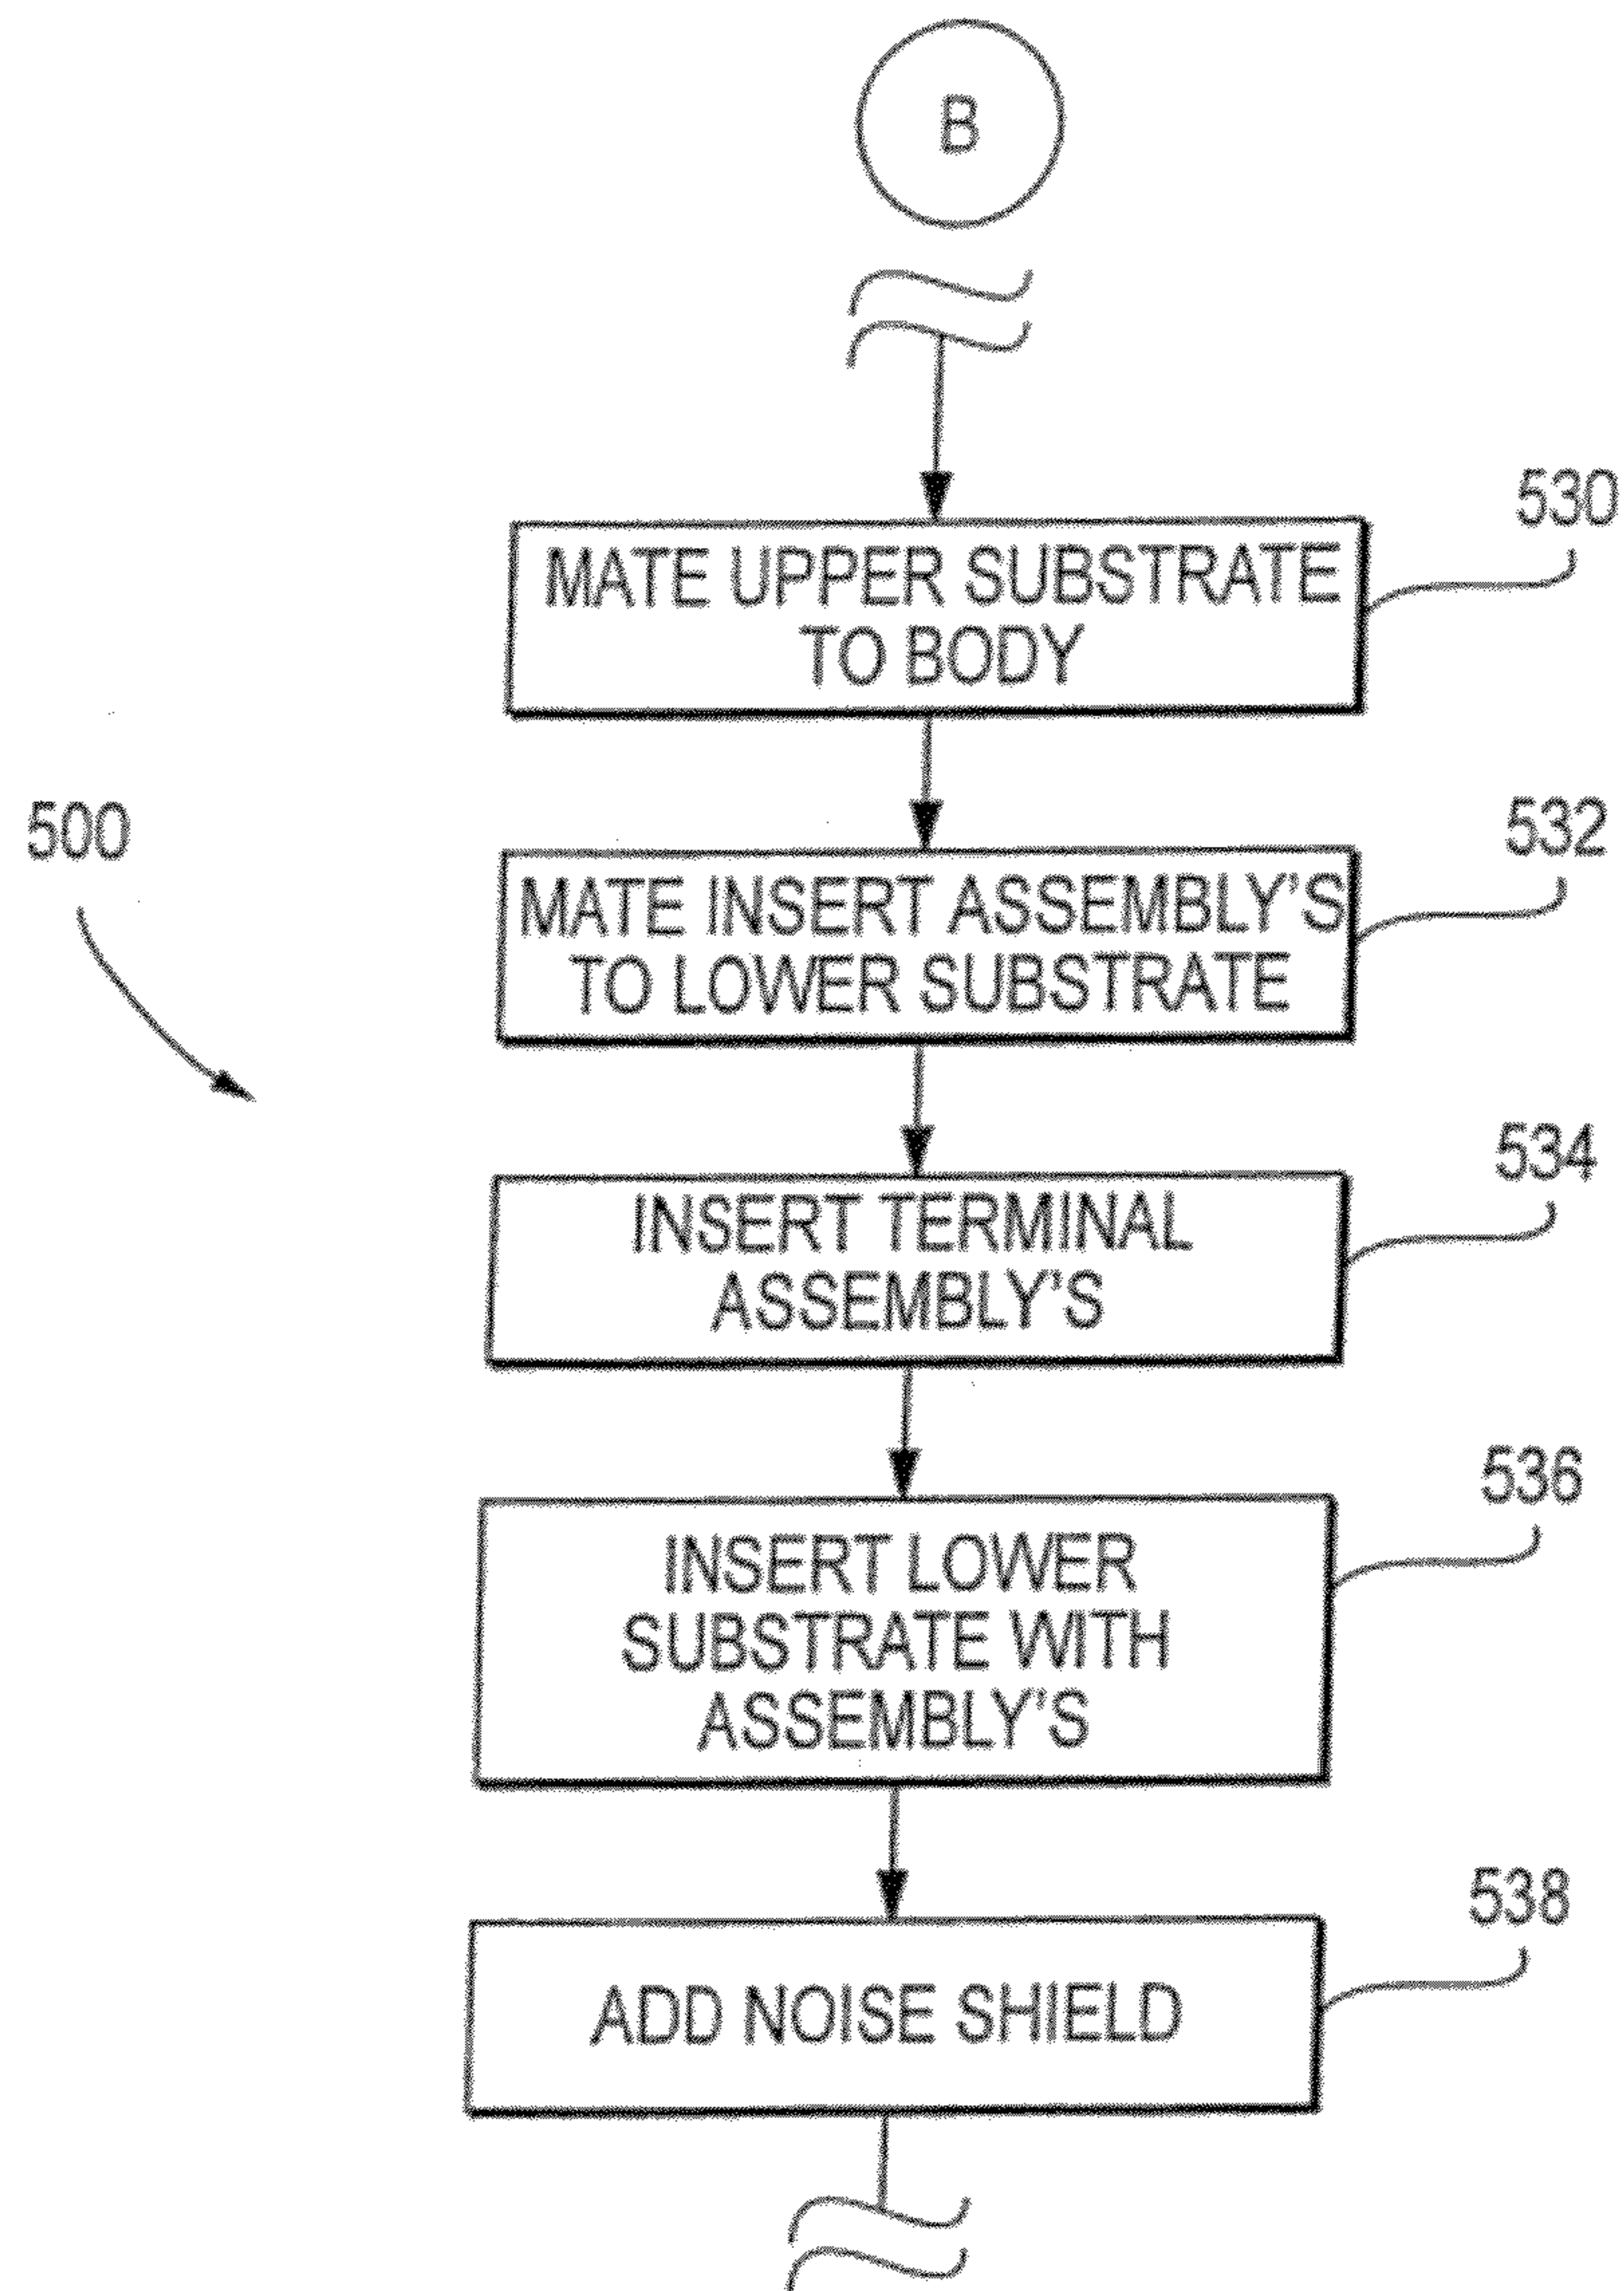 B
530
MATE UPPER SUBSTRATE
TO BODY
500
532
MATE INSERT ASSEMBLY'S
TO LOWER SUBSTRATE
534
INSERT TERMINAL
ASSEMBLY'S
536
INSERT LOWER
SUBSTRATE WITH
ASSEMBLY'S
538
ADD NOISE SHIELD